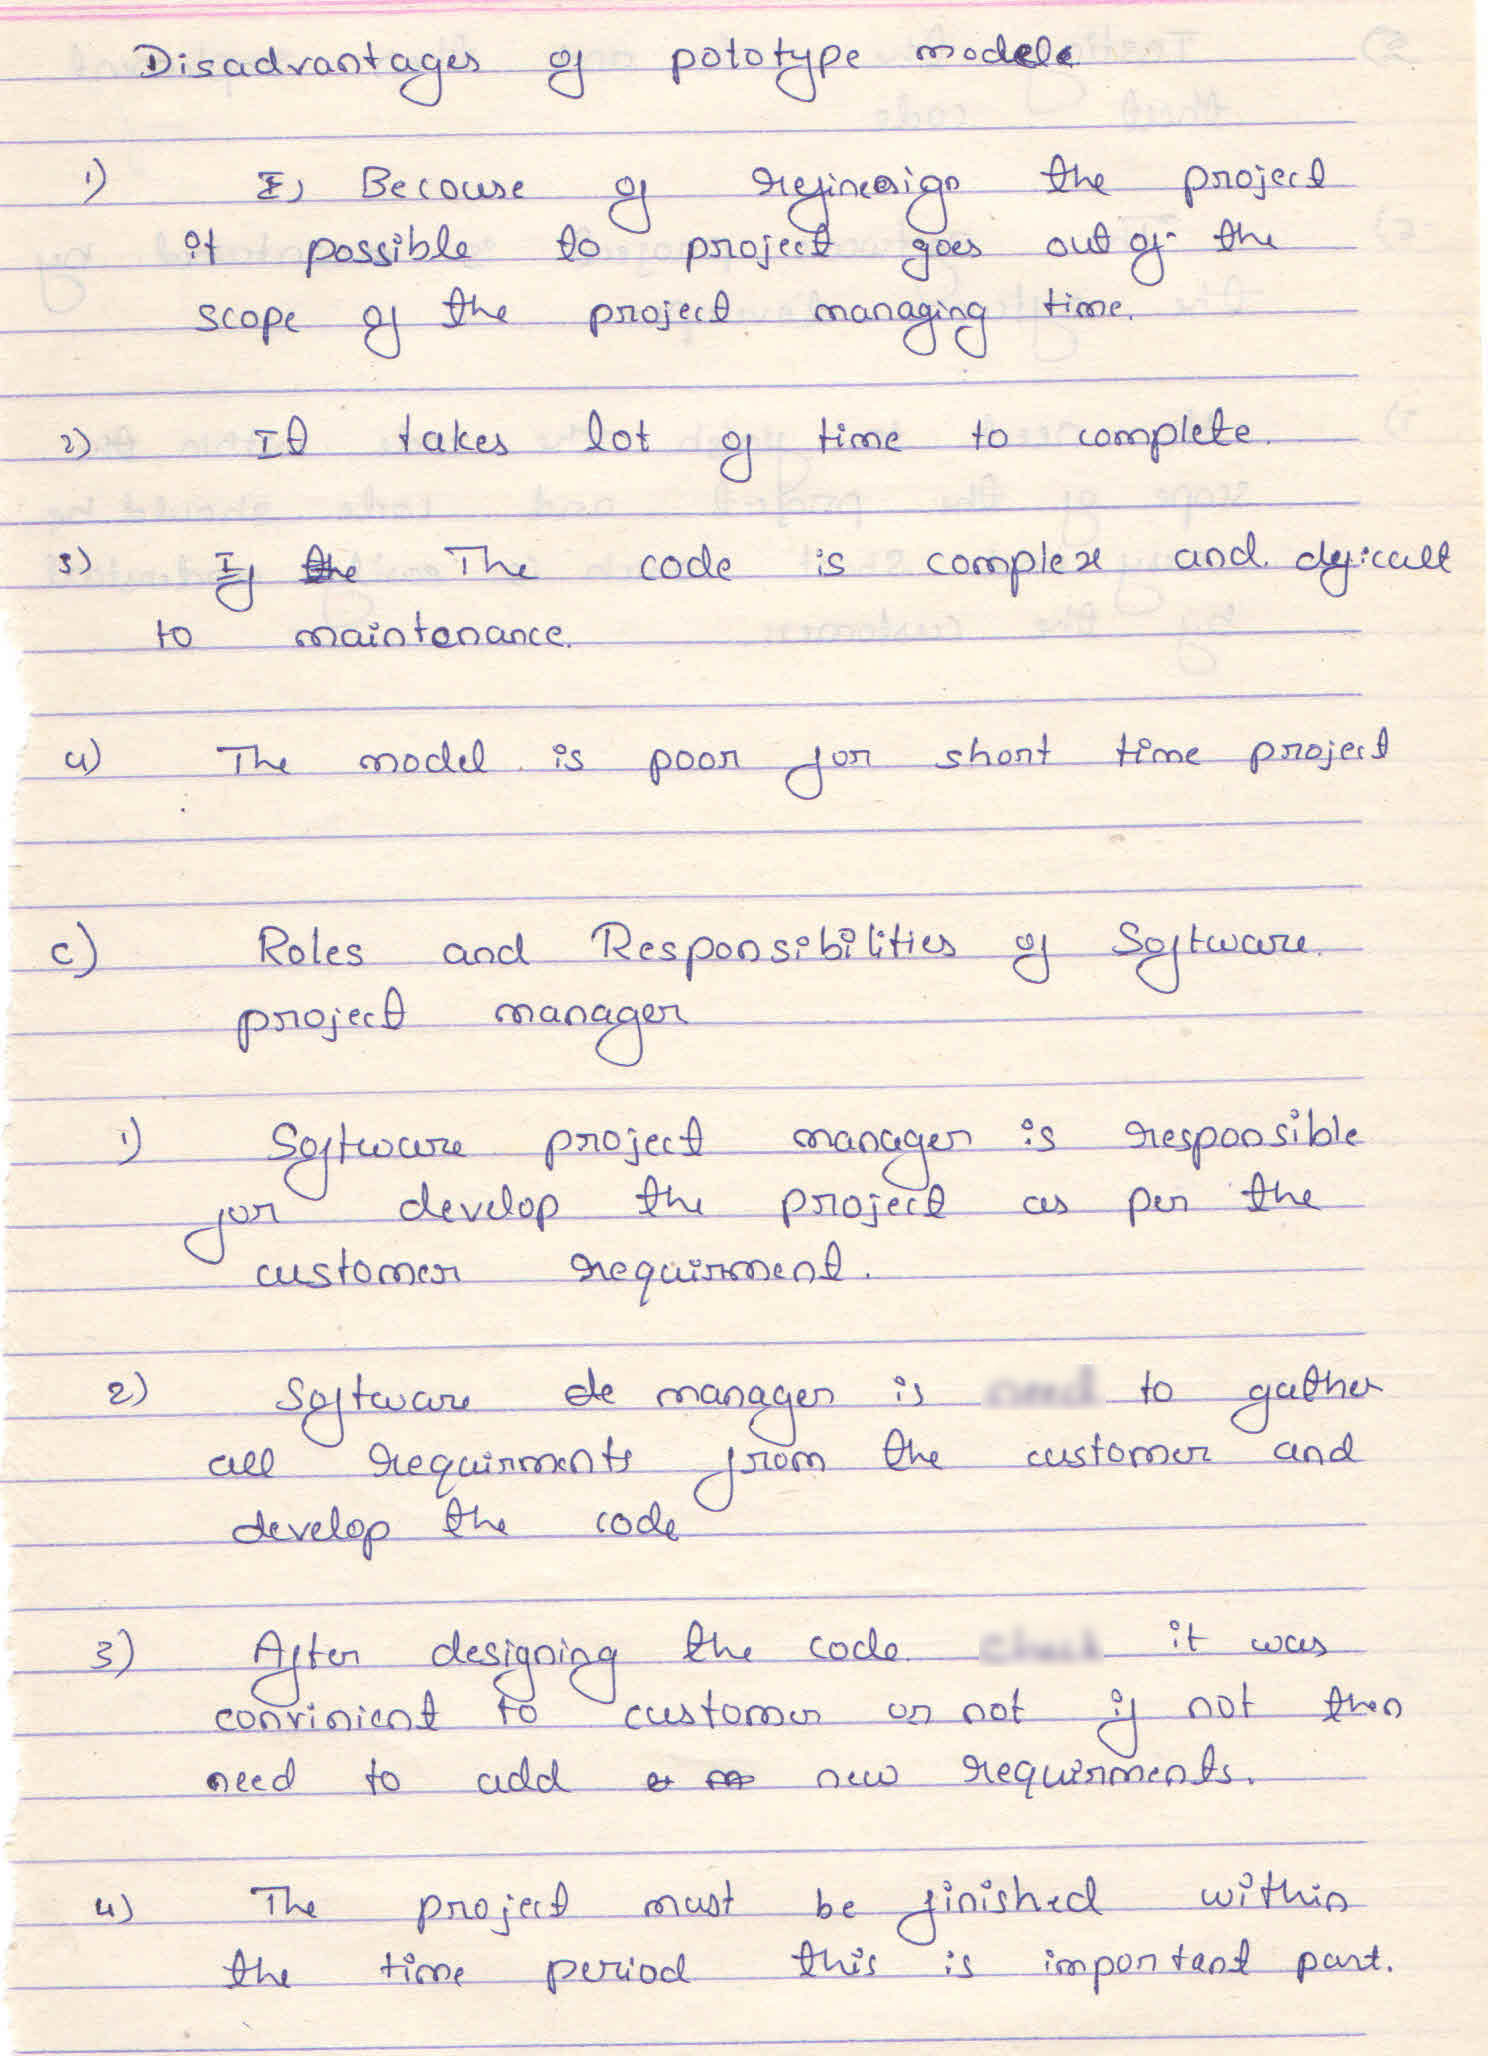 Disadvantages of pototype models
1) I) Becouse of refinesign the project
it possible to project goes out of the
scope of the project managing time.
2) It takes lot of time to complete.
3) If the The code is complex and dificult
to maintenance.
4) The model is poor for short time project
c) Roles and Responsibilities of Software
project manager
1) Software project manager is responsible
for develop the project as per the
customer requirment.
2) Software de manager is to gather
all requirments from the customer and
develop the code
3) After designing the code it was
convinient to customer or not if not then
need to add new requirments.
4) The project must be finished within
the time period this is important part.